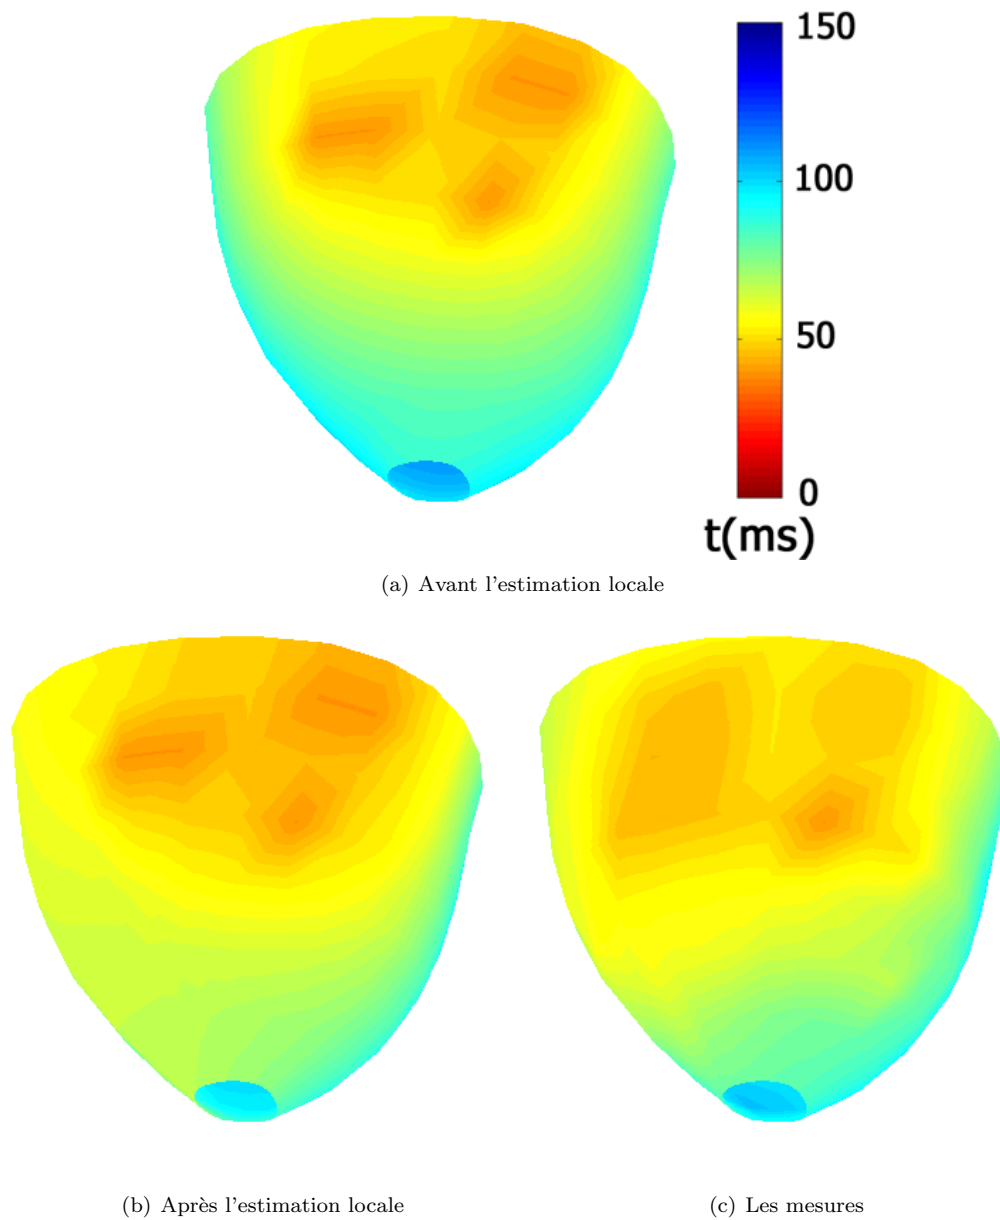 150
100
50
0
t(ms)
(a) Avant l'estimation locale
(b) Après l'estimation locale
(c) Les mesures